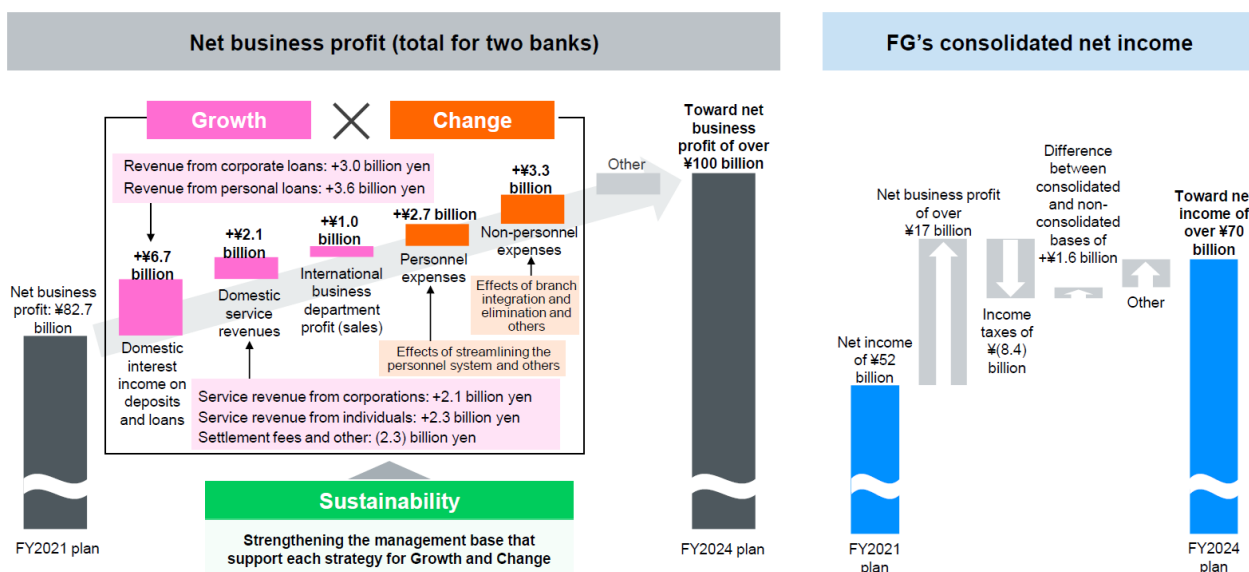 Net business profit (total for two banks)
Growth
Change
Revenue from corporate loans: +3.0 billion yen
Revenue from personal loans: +3.6 billion yen
Net business
profit: ¥82.7
billion
FY2021 plan
+¥6.7
billion
Domestic
interest
income on
deposits
and loans
+¥2.1
billion
Domestic
service
revenues
+¥1.0
billion
International
business
department
profit (sales)
+¥2.7 billion
Personnel
expenses
+¥3.3
billion
Non-personnel
expenses
Effects of branch
integration and
elimination and
others
Effects of streamlining the
personnel system and others
Service revenue from corporations: +2.1 billion yen
Service revenue from individuals: +2.3 billion yen
Settlement fees and other: (2.3) billion yen
Other
Toward net
business
profit of over
¥100 billion
FY2024 plan
Sustainability
Strengthening the management base that
support each strategy for Growth and Change
FG's consolidated net income
Net income
of ¥52
billion
FY2021
plan
Net business profit
of over
¥17 billion
Income
taxes of
¥(8.4)
billion
Difference
between
consolidated
and non-
consolidated
bases of
+¥1.6 billion
Other
Toward net
income of
over ¥70
billion
FY2024
plan